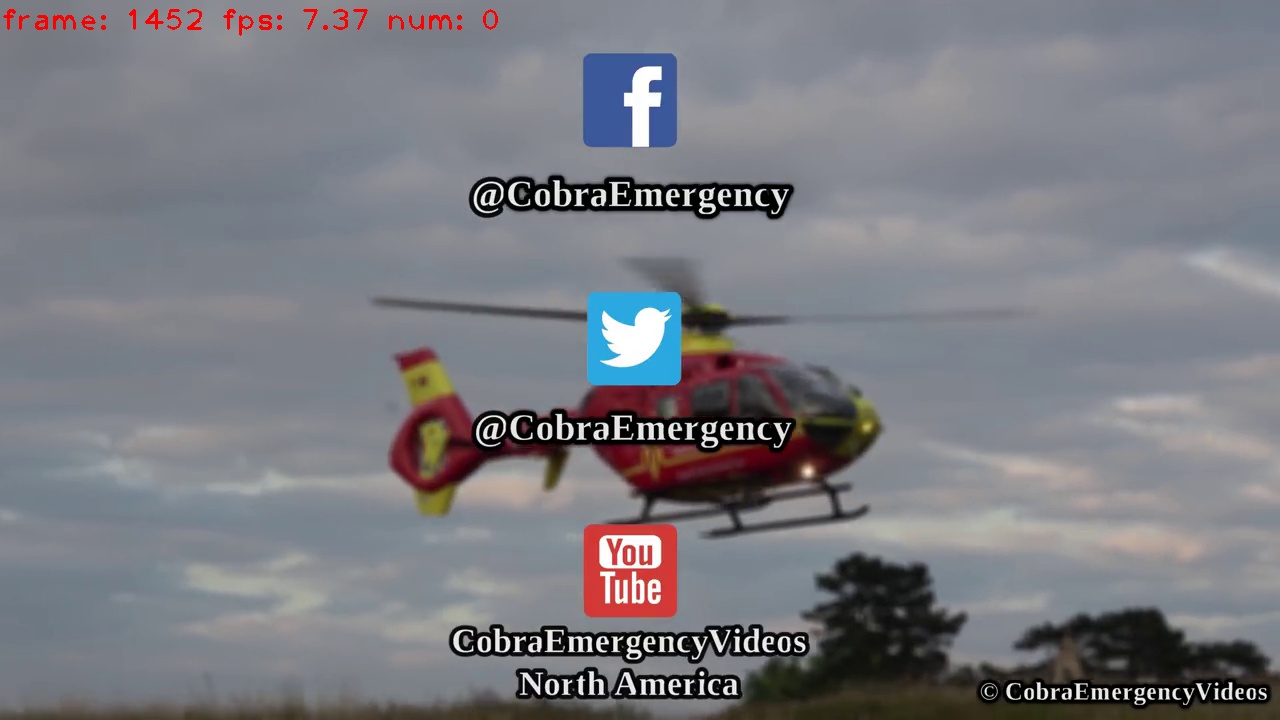 frame: 1452 fps: 7.37 num: 0
f
@CobraEmergency
@CobraEmergency
You
Tube
CobraEmergencyVideos
North America
© CobraEmergencyVideos